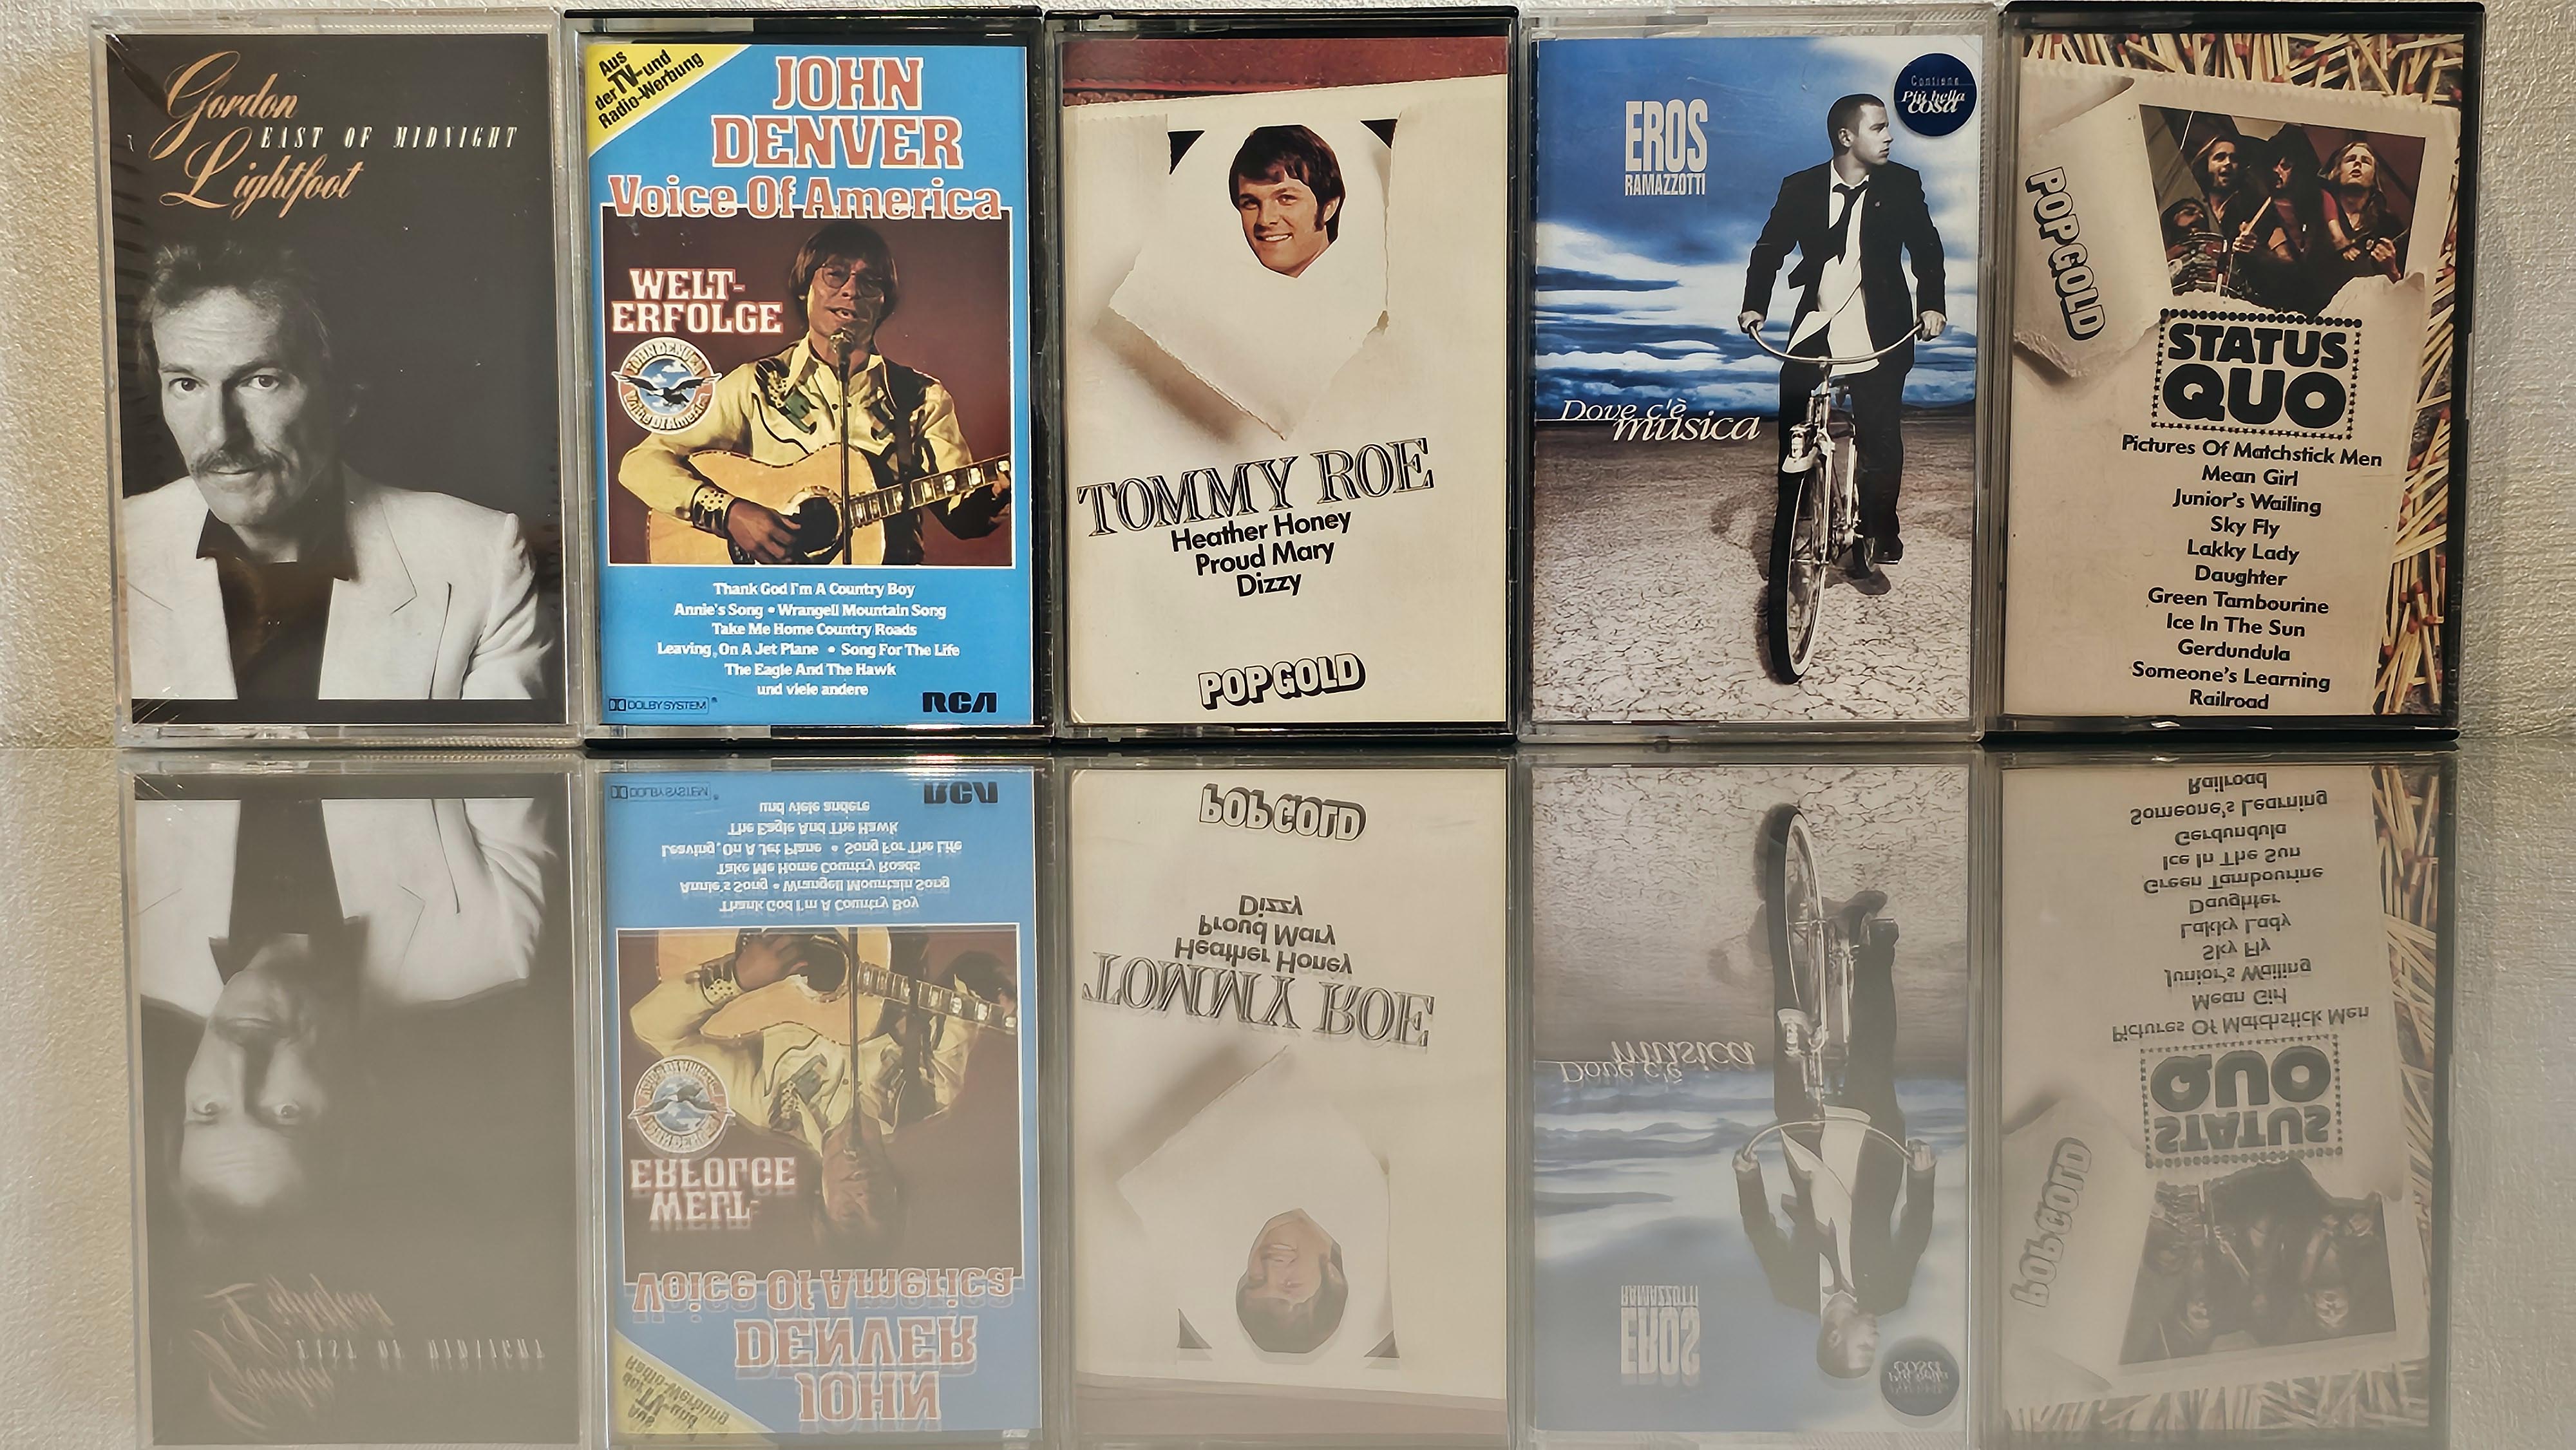 Gordon
EAST OF MIDNIGHT
Lightfoot
Aus
der TV-und
Radio-Werbung
JOHN
DENVER
Voice Of America
WELT-
ERFOLGE
JOHN DENVER
Voice Of America
Thank God I'm A Country Boy
Annie's Song • Wrangell Mountain Song
Take Me Home Country Roads
Leaving, On A Jet Plane • Song For The Life
The Eagle And The Hawk
und viele andere
DOLBY SYSTEM
RCA
TOMMY ROE
Heather Honey
Proud Mary
Dizzy
POP GOLD
EROS
RAMAZZOTTI
Contiene
Più bella
cosa
Dove c'è
musica
POP GOLD
STATUS
QUO
Pictures Of Matchstick Men
Mean Girl
Junior's Wailing
Sky Fly
Lakky Lady
Daughter
Green Tambourine
Ice In The Sun
Gerdundula
Someone's Learning
Railroad